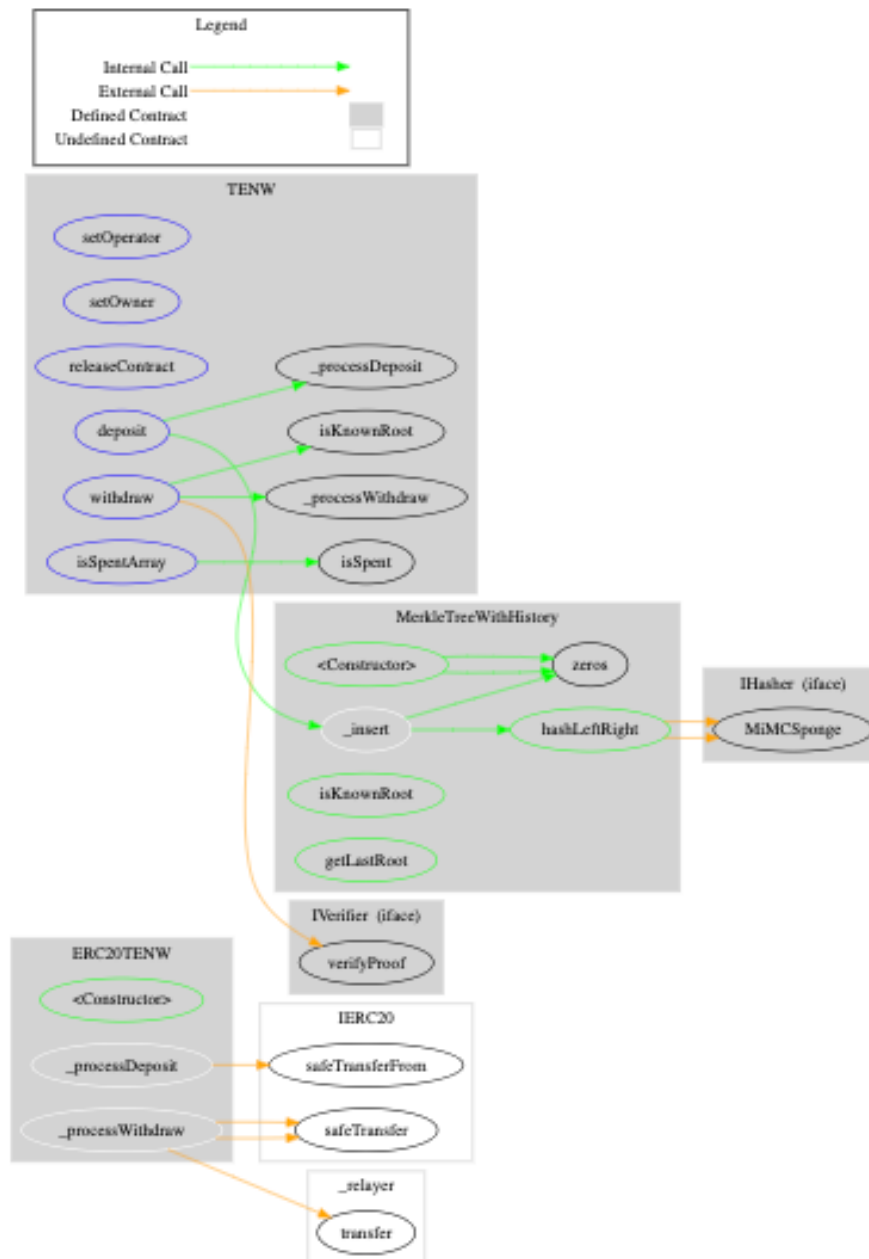 Legend
Internal Call
External Call
Defined Contract
Undefined Contract
TENW
setOperator
setOwner
releaseContract
_processDeposit
deposit
isKnownRoot
withdraw
_processWithdraw
isSpentArray
isSpent
MerkleTreeWithHistory
<Constructor>
zeros
IHasher (iface)
_insert
hashLeftRight
MiMCSponge
isKnownRoot
getLastRoot
IVerifier (iface)
verifyProof
ERC20TENW
<Constructor>
IERC20
_processDeposit
safeTransferFrom
_processWithdraw
safeTransfer
_relayer
transfer